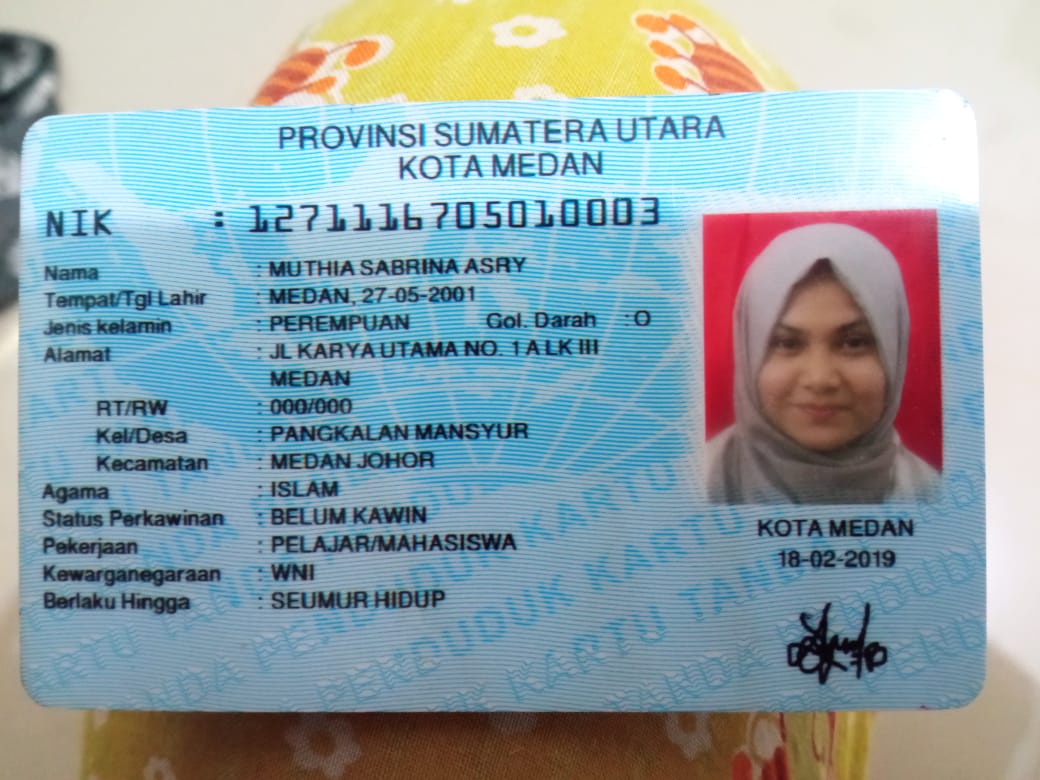 PROVINSI SUMATERA UTARA
KOTA MEDAN
NIK : 1271116705010003
Nama : MUTHIA SABRINA ASRY
Tempat/Tgl Lahir : MEDAN, 27-05-2001
Jenis kelamin : PEREMPUAN Gol. Darah : O
Alamat : JL KARYA UTAMA NO. 1 A LK III
MEDAN
RT/RW : 000/000
Kel/Desa : PANGKALAN MANSYUR
Kecamatan : MEDAN JOHOR
Agama : ISLAM
Status Perkawinan : BELUM KAWIN
Pekerjaan : PELAJAR/MAHASISWA
Kewarganegaraan : WNI
Berlaku Hingga : SEUMUR HIDUP
KOTA MEDAN
18-02-2019